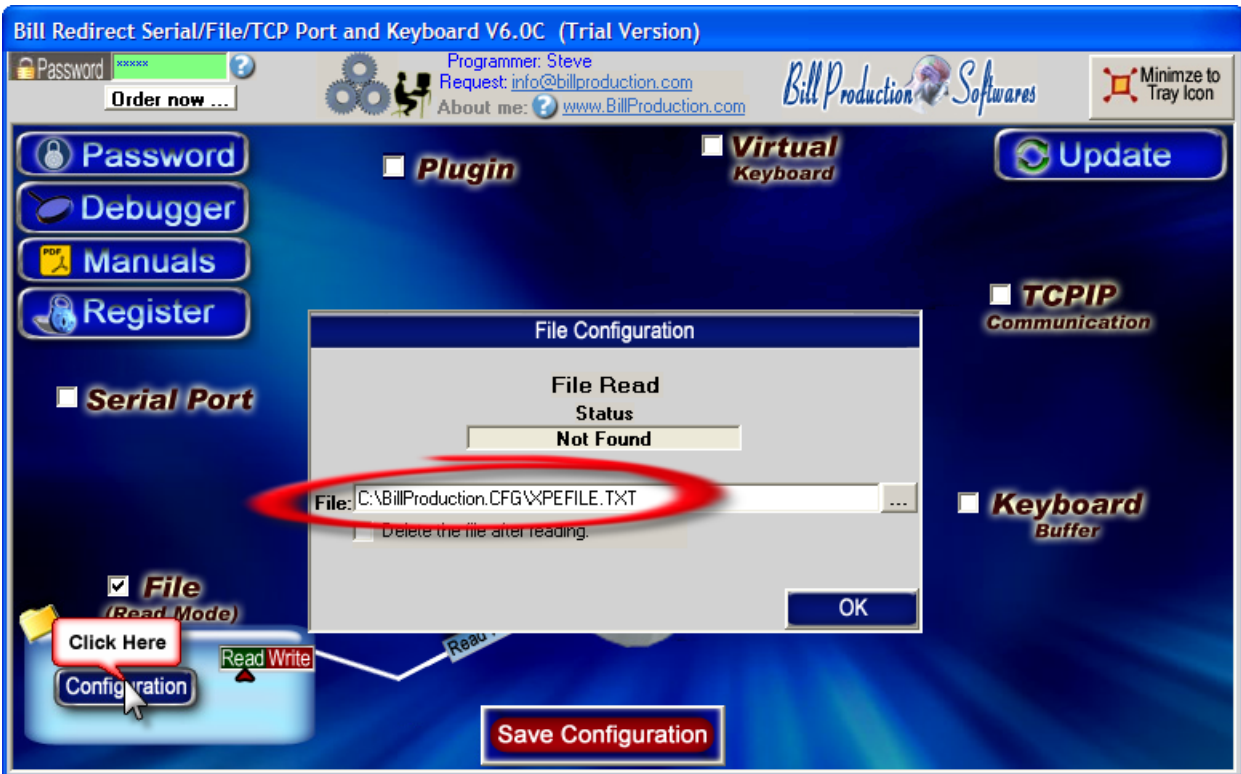 Bill Redirect Serial/File/TCP Port and Keyboard V6.0C (Trial Version)
Password xxxxx ?
Order now ...
Programmer: Steve
Request: info@billproduction.com
About me: ? www.BillProduction.com
Bill Production Softwares
Minimze to
Tray Icon
Password
Debugger
PDF Manuals
Register
Plugin
Virtual
Keyboard
Update
TCPIP
Communication
Serial Port
File Configuration
File Read
Status
Not Found
File: C:\BillProduction.CFG\XPEFILE.TXT ...
Delete the file after reading.
OK
Keyboard
Buffer
File
(Read Mode)
Click Here
Read Write
Configuration
Read
Save Configuration